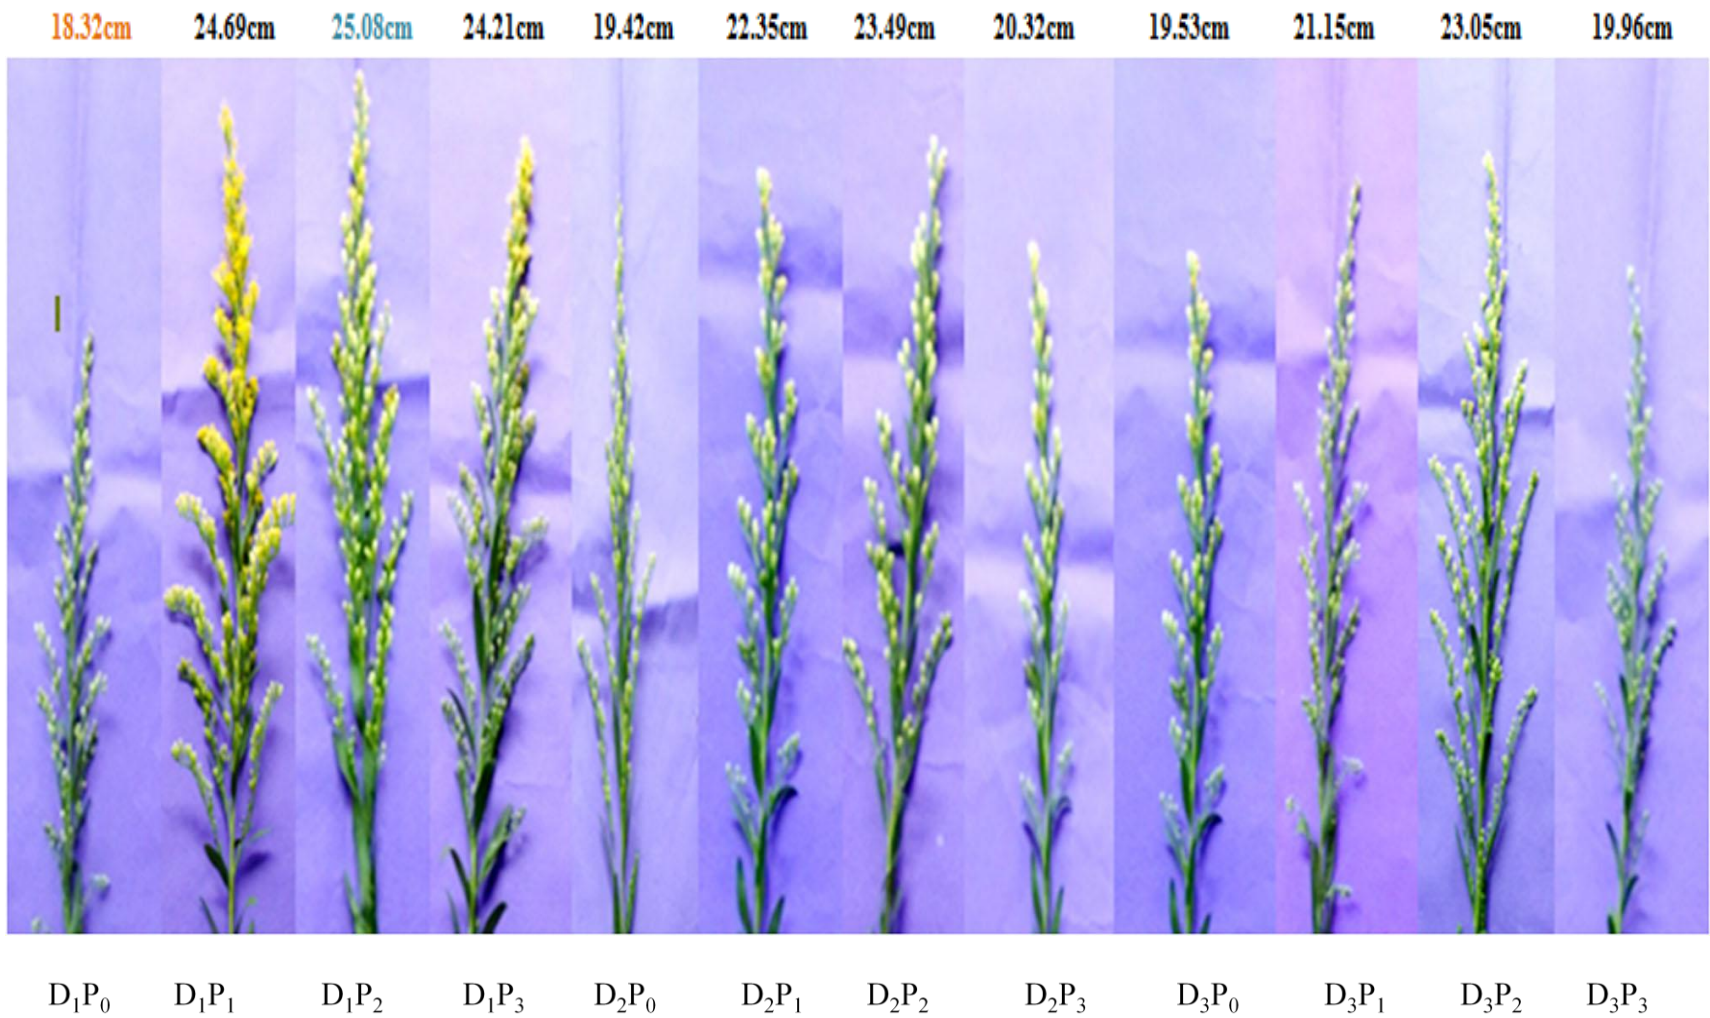 18.32cm 24.69cm 25.08cm 24.21cm 19.42cm 22.35cm 23.49cm 20.32cm 19.53cm 21.15cm 23.05cm 19.96cm
D₁P₀ D₁P₁ D₁P₂ D₁P₃ D₂P₀ D₂P₁ D₂P₂ D₂P₃ D₃P₀ D₃P₁ D₃P₂ D₃P₃